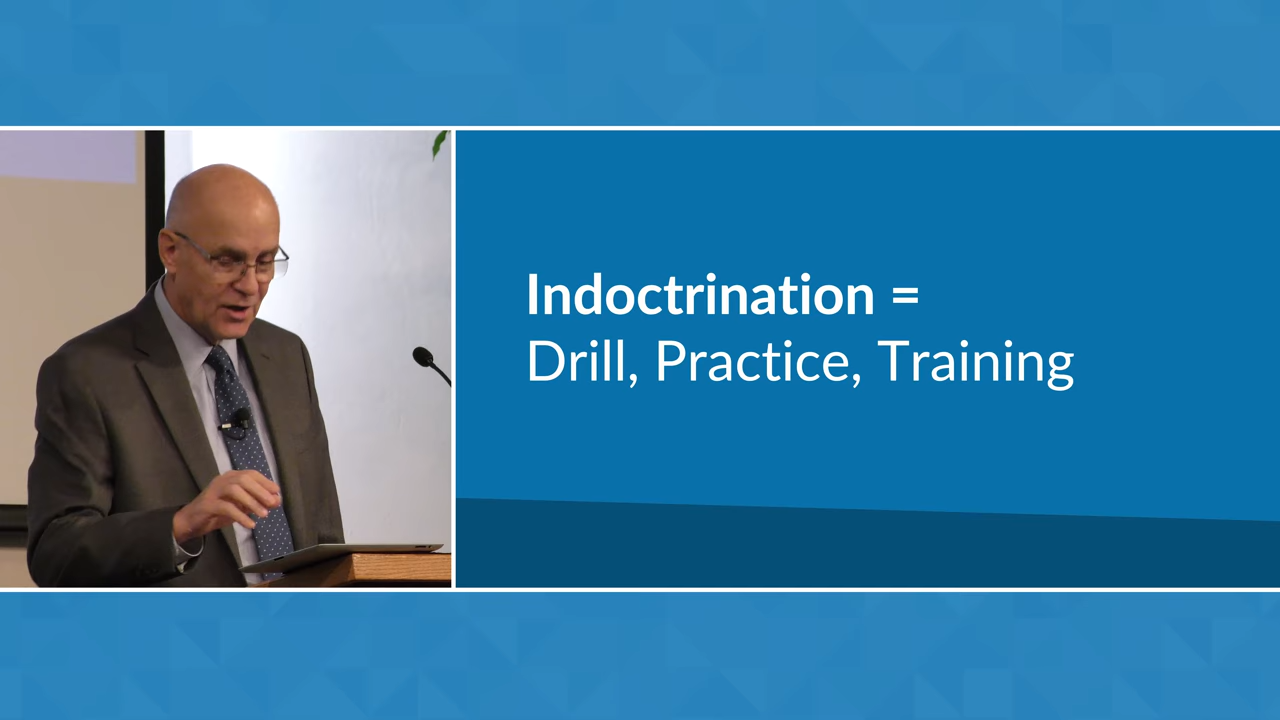 Indoctrination =
Drill, Practice, Training